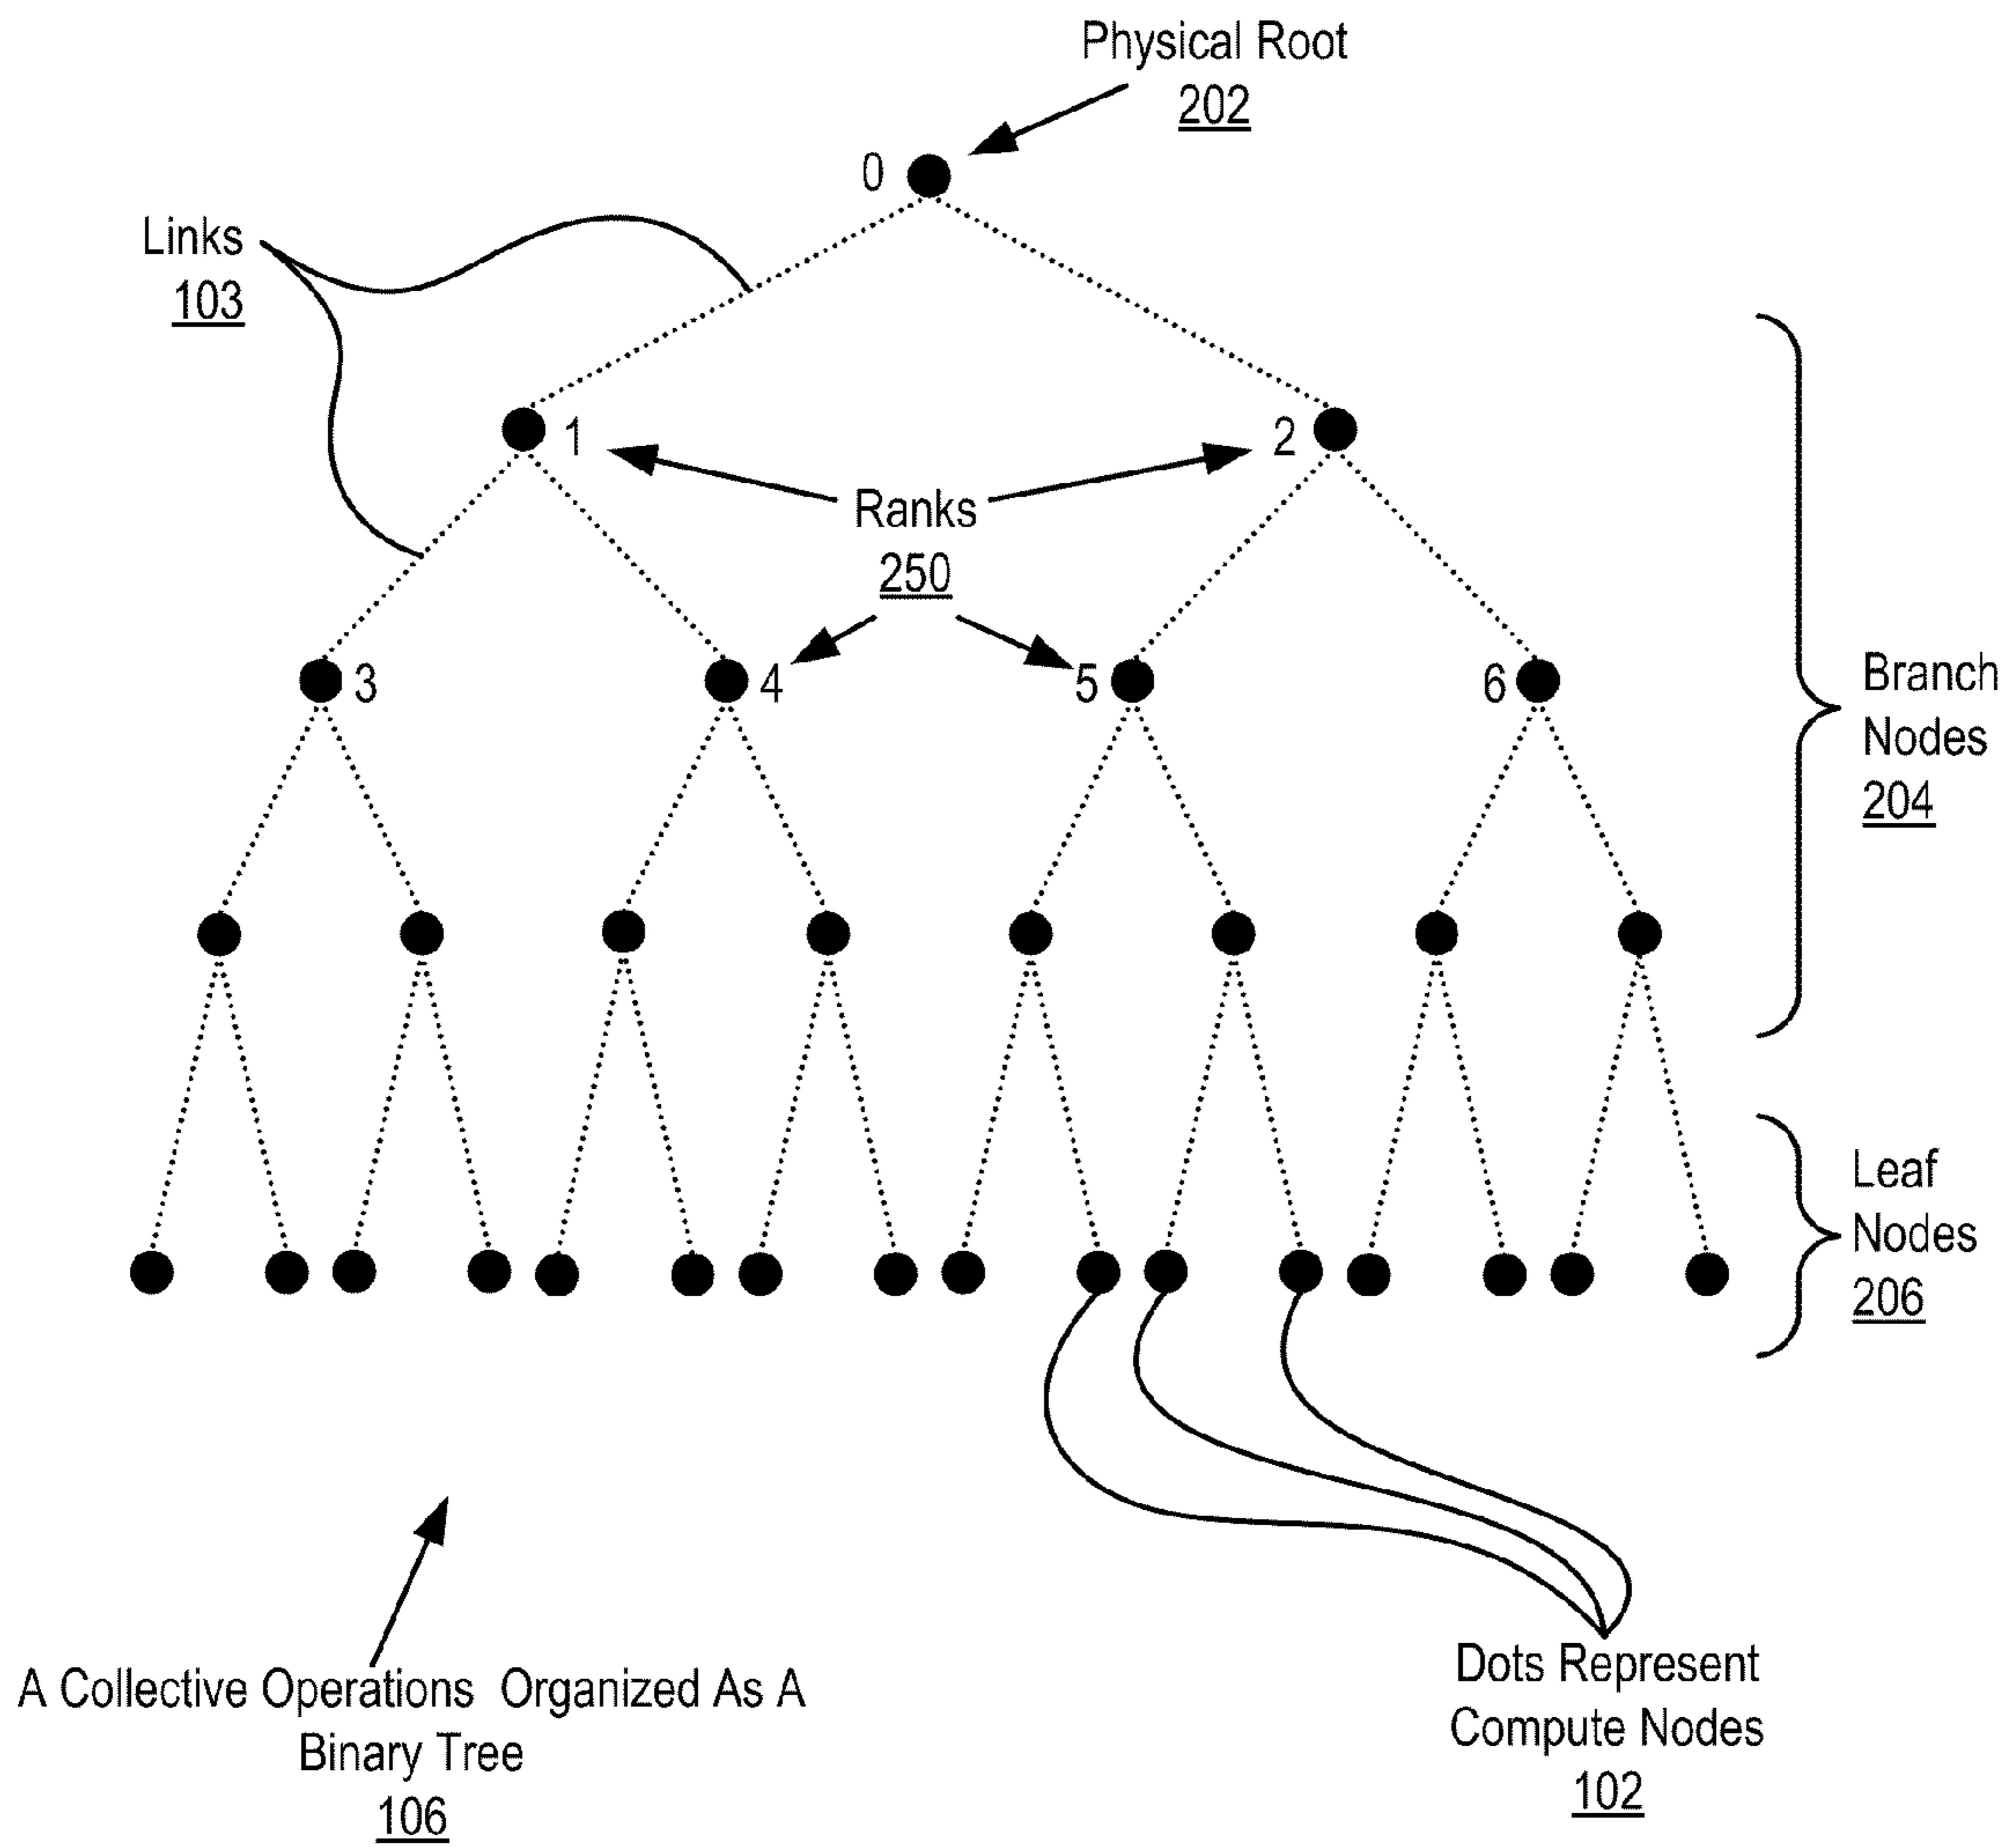 Physical Root
202
0
Links
103
1
2
Ranks
250
3
4
5
6
Branch
Nodes
204
Leaf
Nodes
206
A Collective Operations Organized As A
Binary Tree
106
Dots Represent
Compute Nodes
102